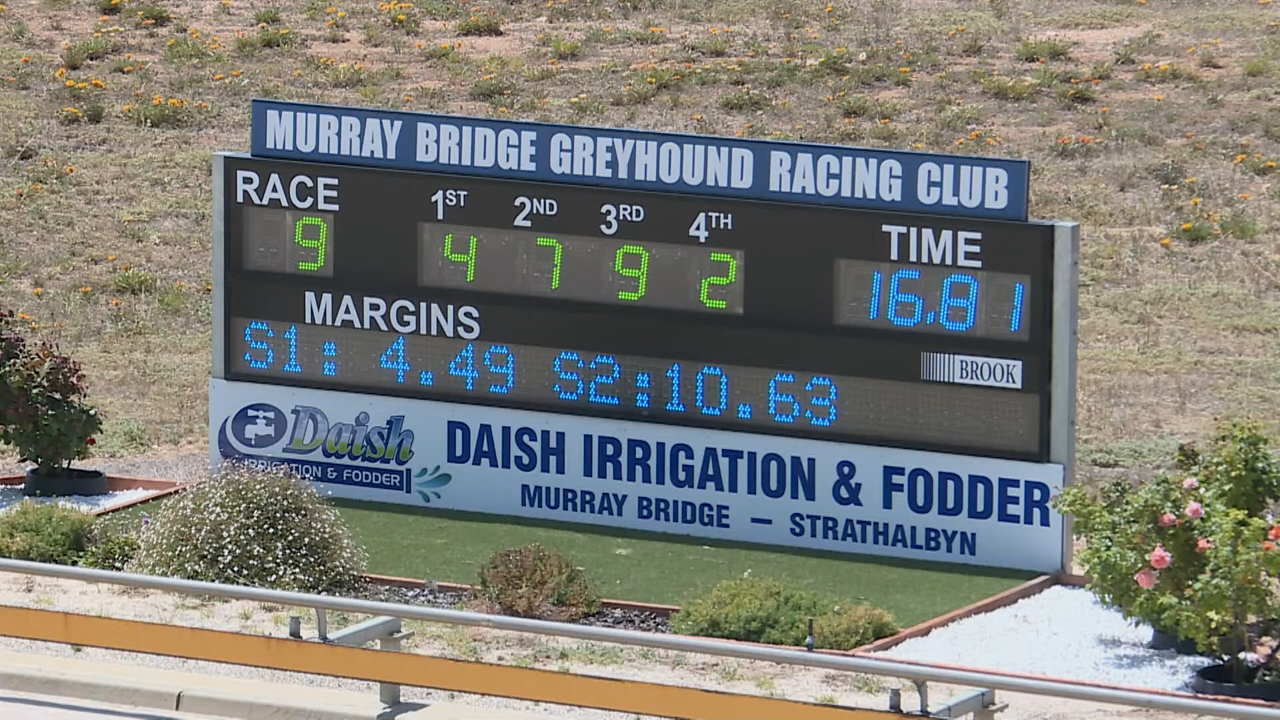 MURRAY BRIDGE GREYHOUND RACING CLUB
RACE 1ST 2ND 3RD 4TH TIME
9 4 7 9 2 16.81
MARGINS
BROOK
S1: 4.49 S2:10.63
Daish
IRRIGATION & FODDER
DAISH IRRIGATION & FODDER
MURRAY BRIDGE – STRATHALBYN